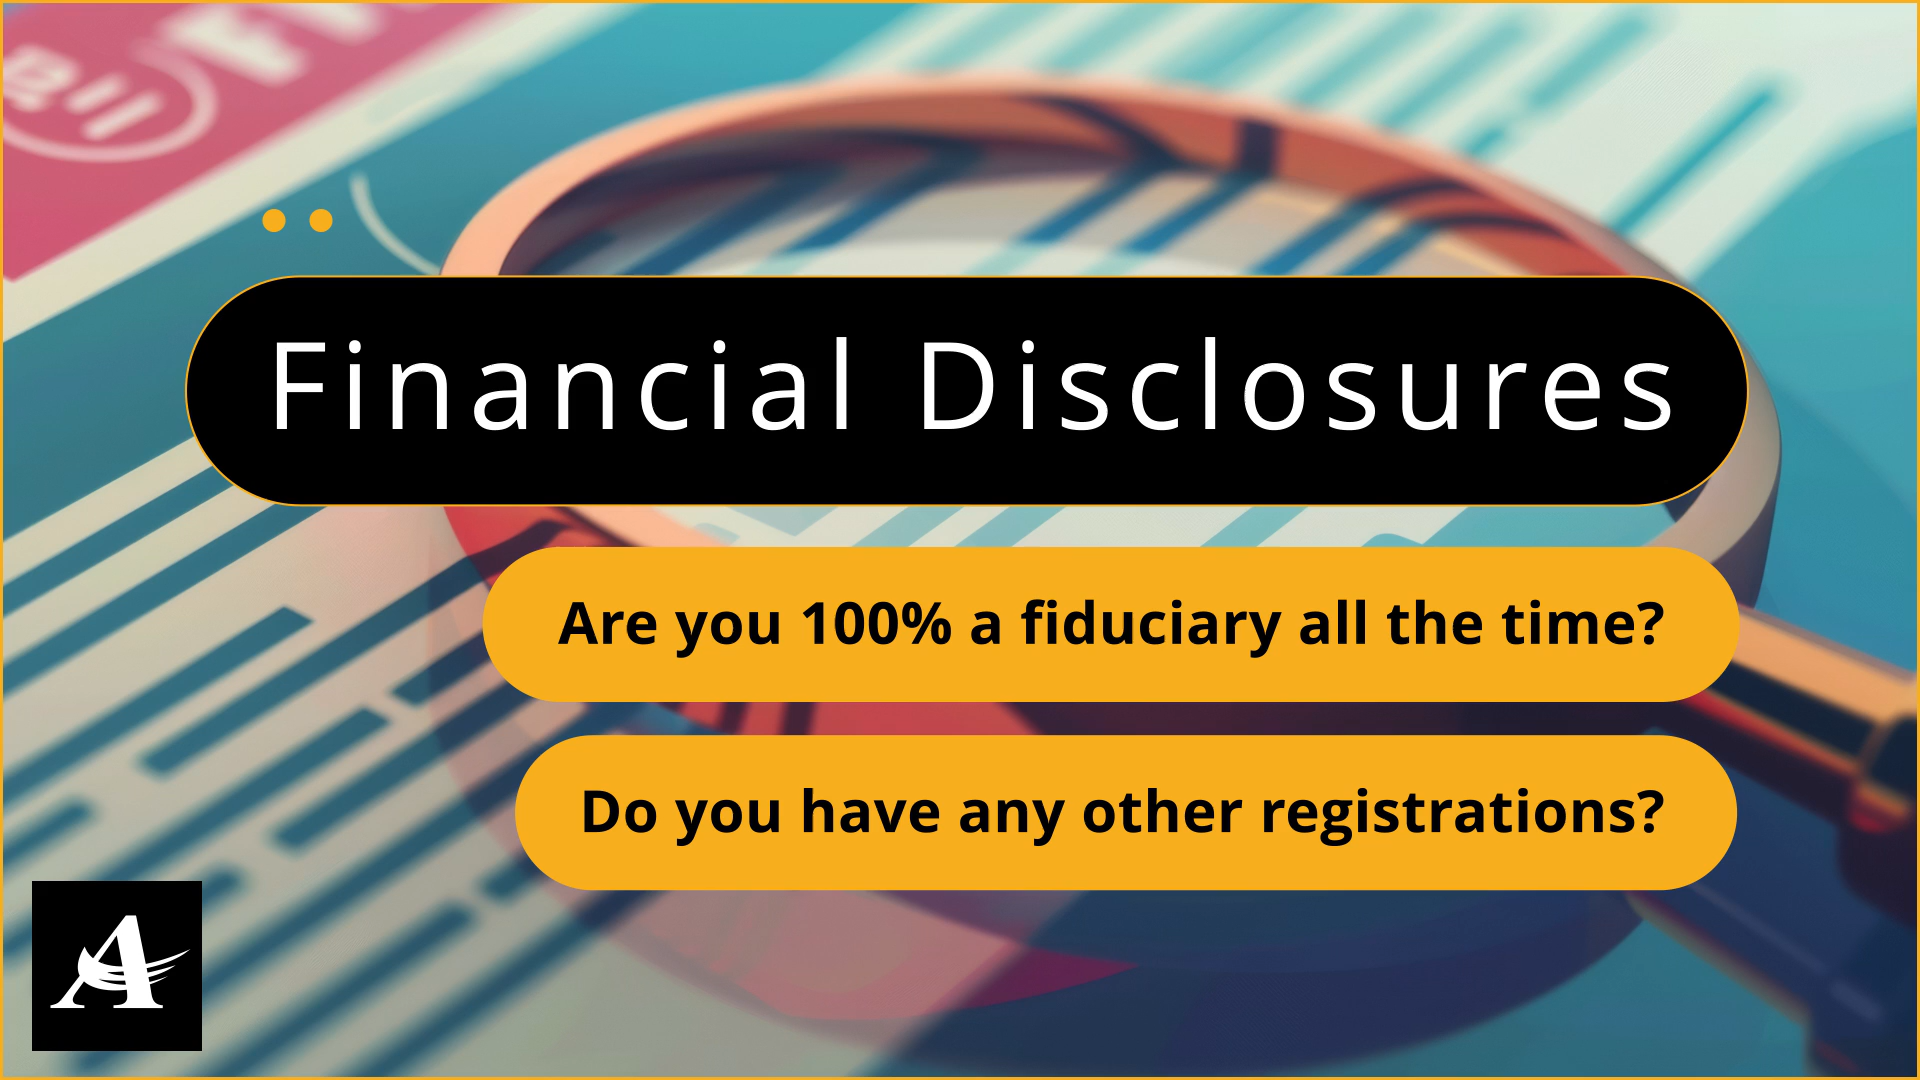 Financial Disclosures
Are you 100% a fiduciary all the time?
Do you have any other registrations?
A